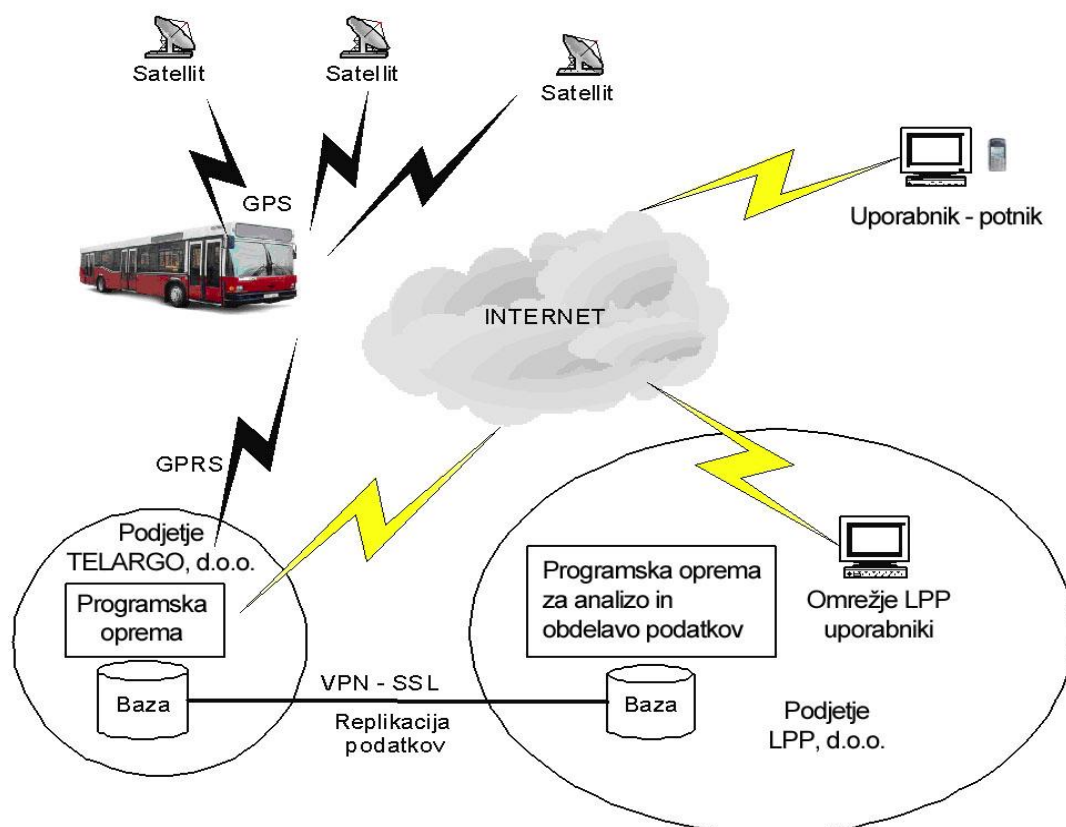 Satellit
Satellit
Satellit
GPS
Uporabnik - potnik
INTERNET
GPRS
Podjetje
TELARGO, d.o.o.
Programska
oprema
Baza
VPN - SSL
Replikacija
podatkov
Programska oprema
za analizo in
obdelavo podatkov
Baza
Omrežje LPP
uporabniki
Podjetje
LPP, d.o.o.